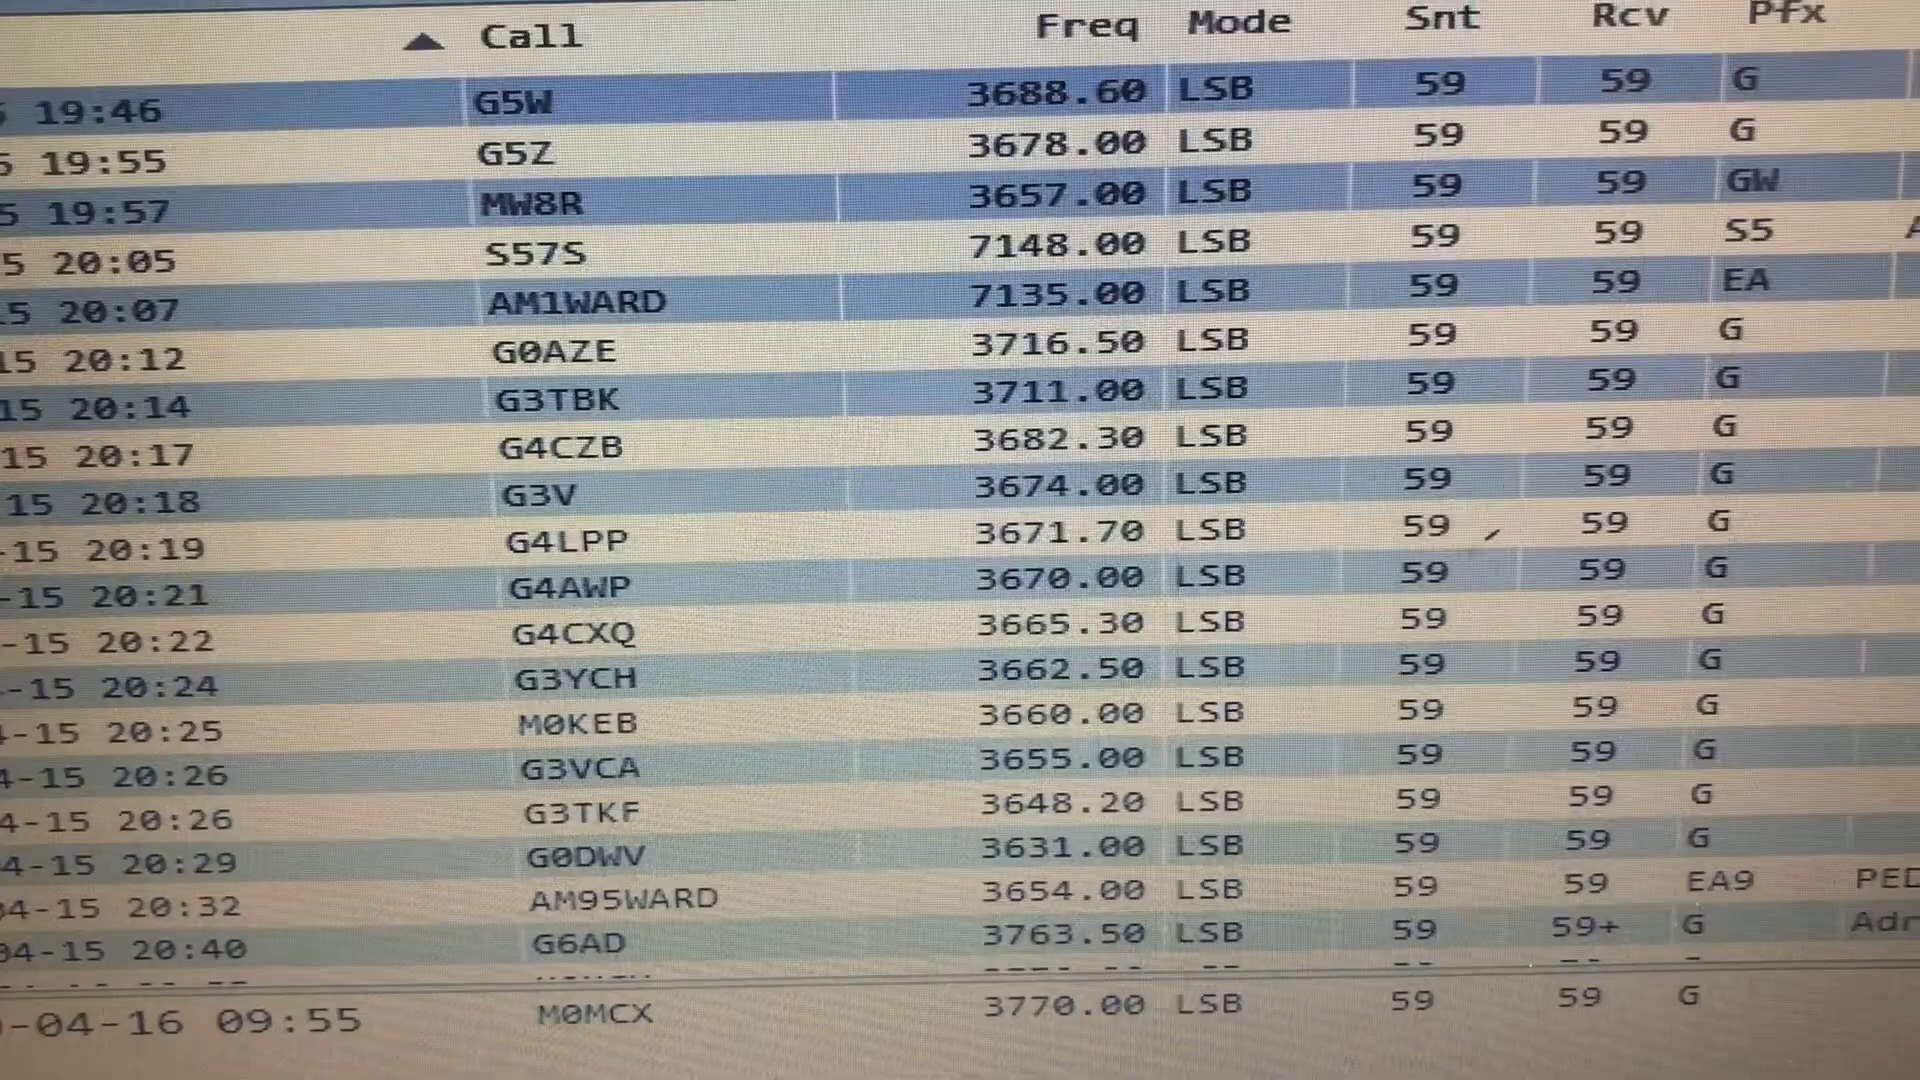 Call Freq Mode Snt Rcv Pfx
19:46 G5W 3688.60 LSB 59 59 G
5 19:55 G5Z 3678.00 LSB 59 59 G
5 19:57 MW8R 3657.00 LSB 59 59 GW
5 20:05 S57S 7148.00 LSB 59 59 S5
15 20:07 AM1WARD 7135.00 LSB 59 59 EA
15 20:12 G0AZE 3716.50 LSB 59 59 G
15 20:14 G3TBK 3711.00 LSB 59 59 G
15 20:17 G4CZB 3682.30 LSB 59 59 G
15 20:18 G3V 3674.00 LSB 59 59 G
-15 20:19 G4LPP 3671.70 LSB 59 59 G
-15 20:21 G4AWP 3670.00 LSB 59 59 G
-15 20:22 G4CXQ 3665.30 LSB 59 59 G
-15 20:24 G3YCH 3662.50 LSB 59 59 G
-15 20:25 M0KEB 3660.00 LSB 59 59 G
4-15 20:26 G3VCA 3655.00 LSB 59 59 G
4-15 20:26 G3TKF 3648.20 LSB 59 59 G
4-15 20:29 G0DWV 3631.00 LSB 59 59 G
04-15 20:32 AM95WARD 3654.00 LSB 59 59 EA9 PED
04-15 20:40 G6AD 3763.50 LSB 59 59+ G Adr
-04-16 09:55 M0MCX 3770.00 LSB 59 59 G